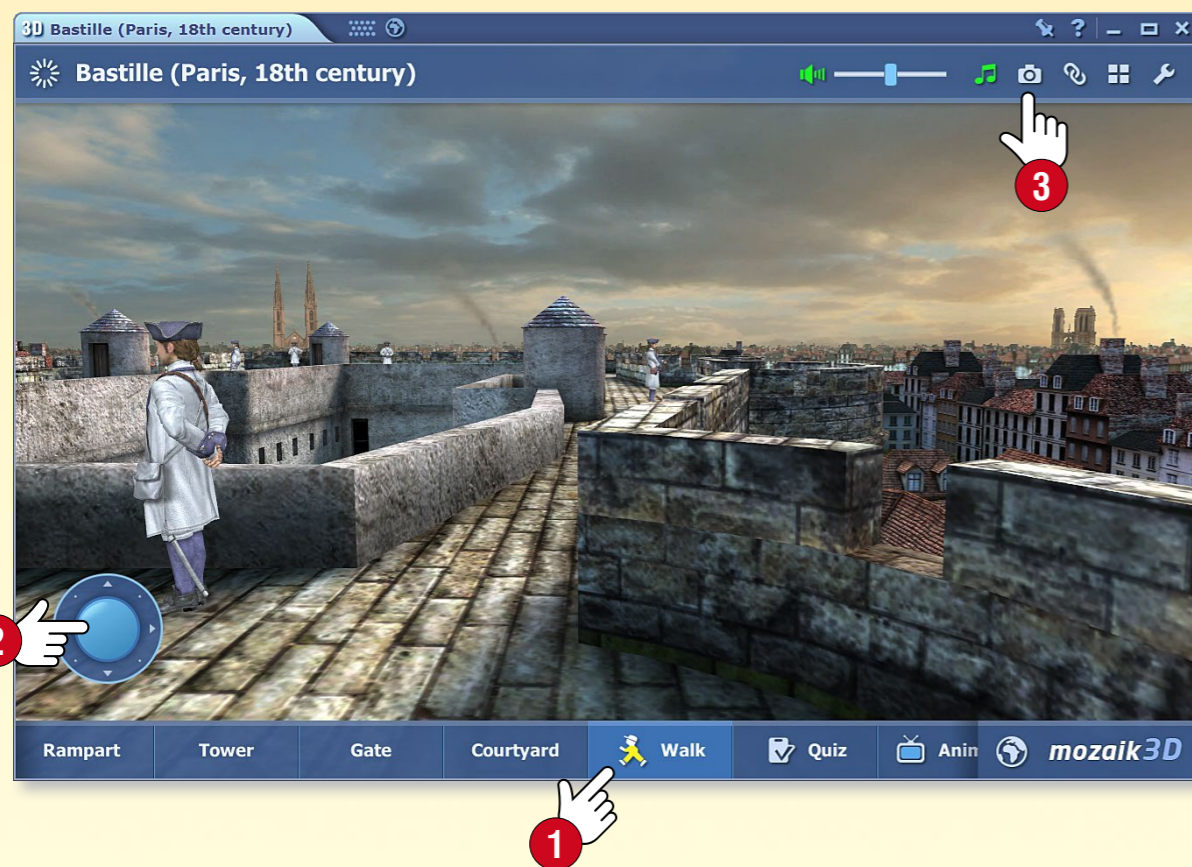 3D Bastille (Paris, 18th century)
?
Bastille (Paris, 18th century)
3
2
Rampart Tower Gate Courtyard Walk Quiz Anim mozaik3D
1